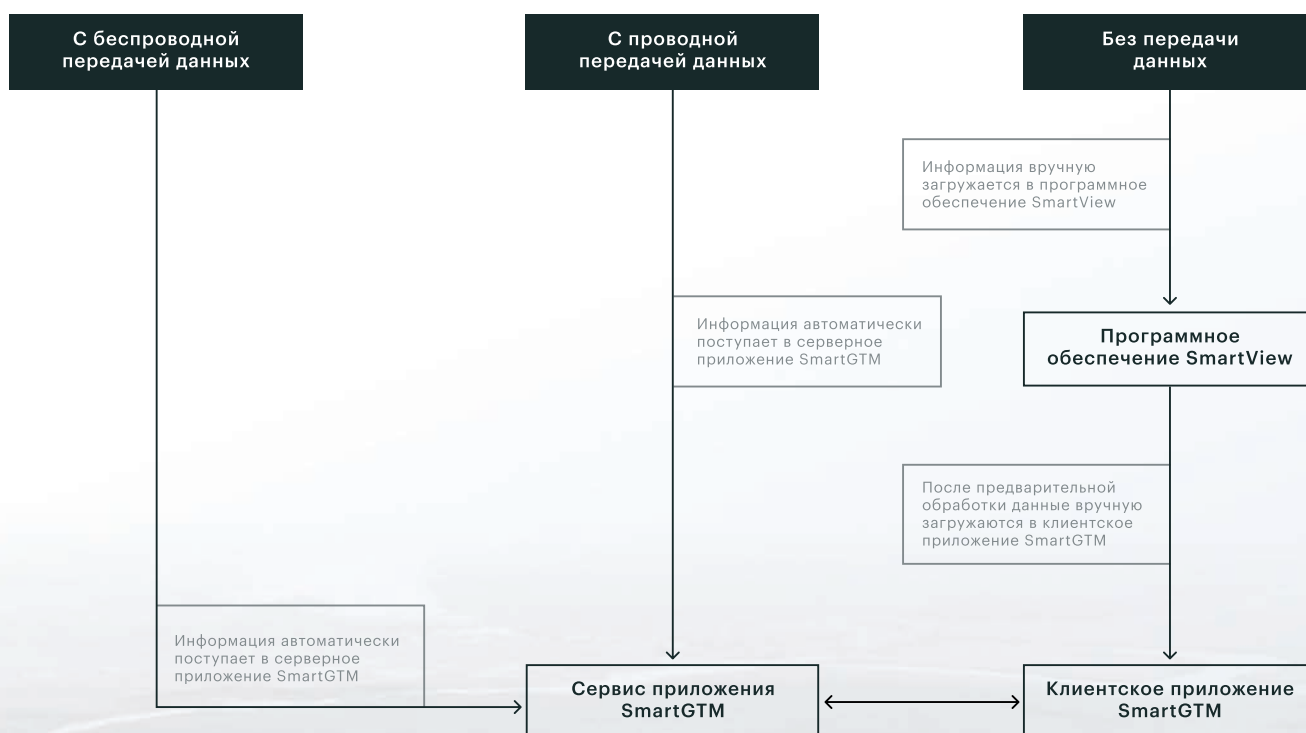 С беспроводной
передачей данных
С проводной
передачей данных
Без передачи
данных
Информация вручную
загружается в программное
обеспечение SmartView
Информация автоматически
поступает в серверное
приложение SmartGTM
Программное
обеспечение SmartView
После предварительной
обработки данные вручную
загружаются в клиентское
приложение SmartGTM
Информация автоматически
поступает в серверное
приложение SmartGTM
Сервис приложения
SmartGTM
Клиентское приложение
SmartGTM